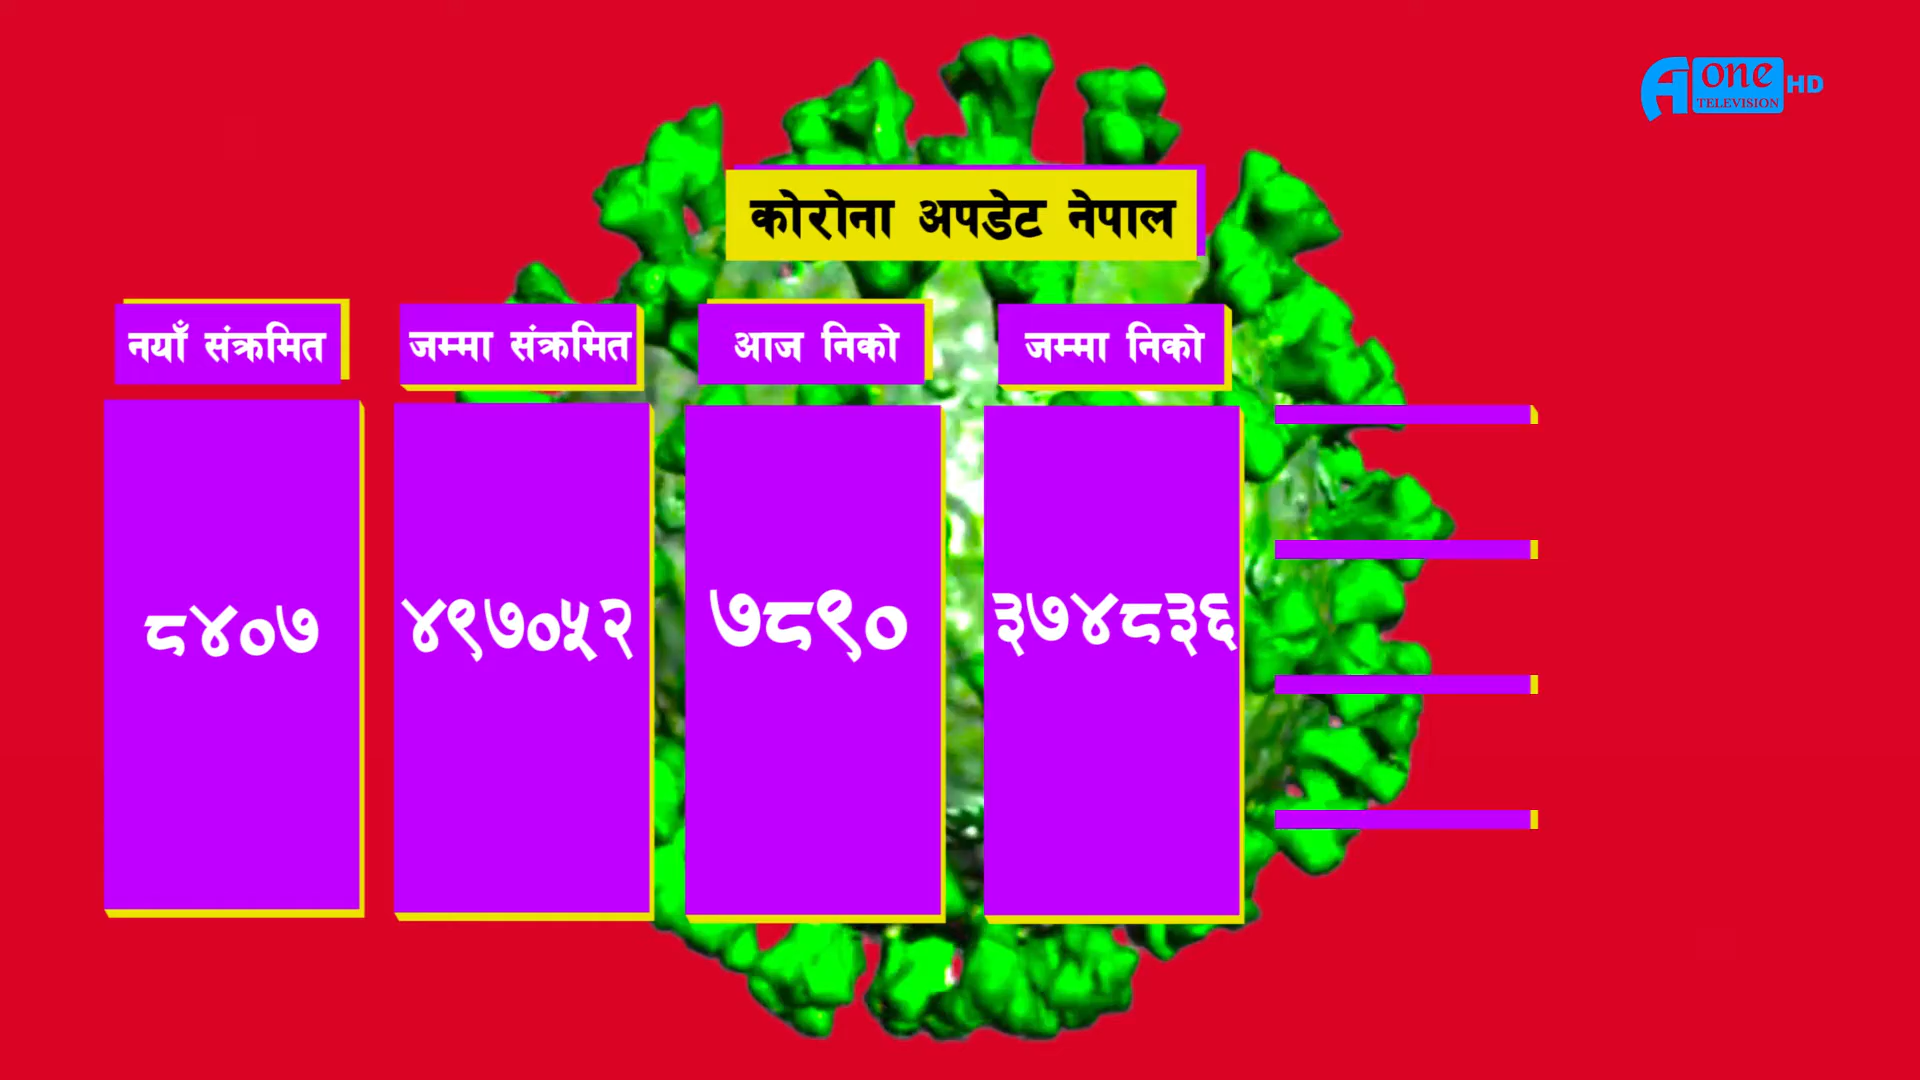 A one HD
TELEVISION
कोरोना अपडेट नेपाल
नयाँ संक्रमित
जम्मा संक्रमित
आज निको
जम्मा निको
८४०७
४९७०५२
७८९०
३७४८३६